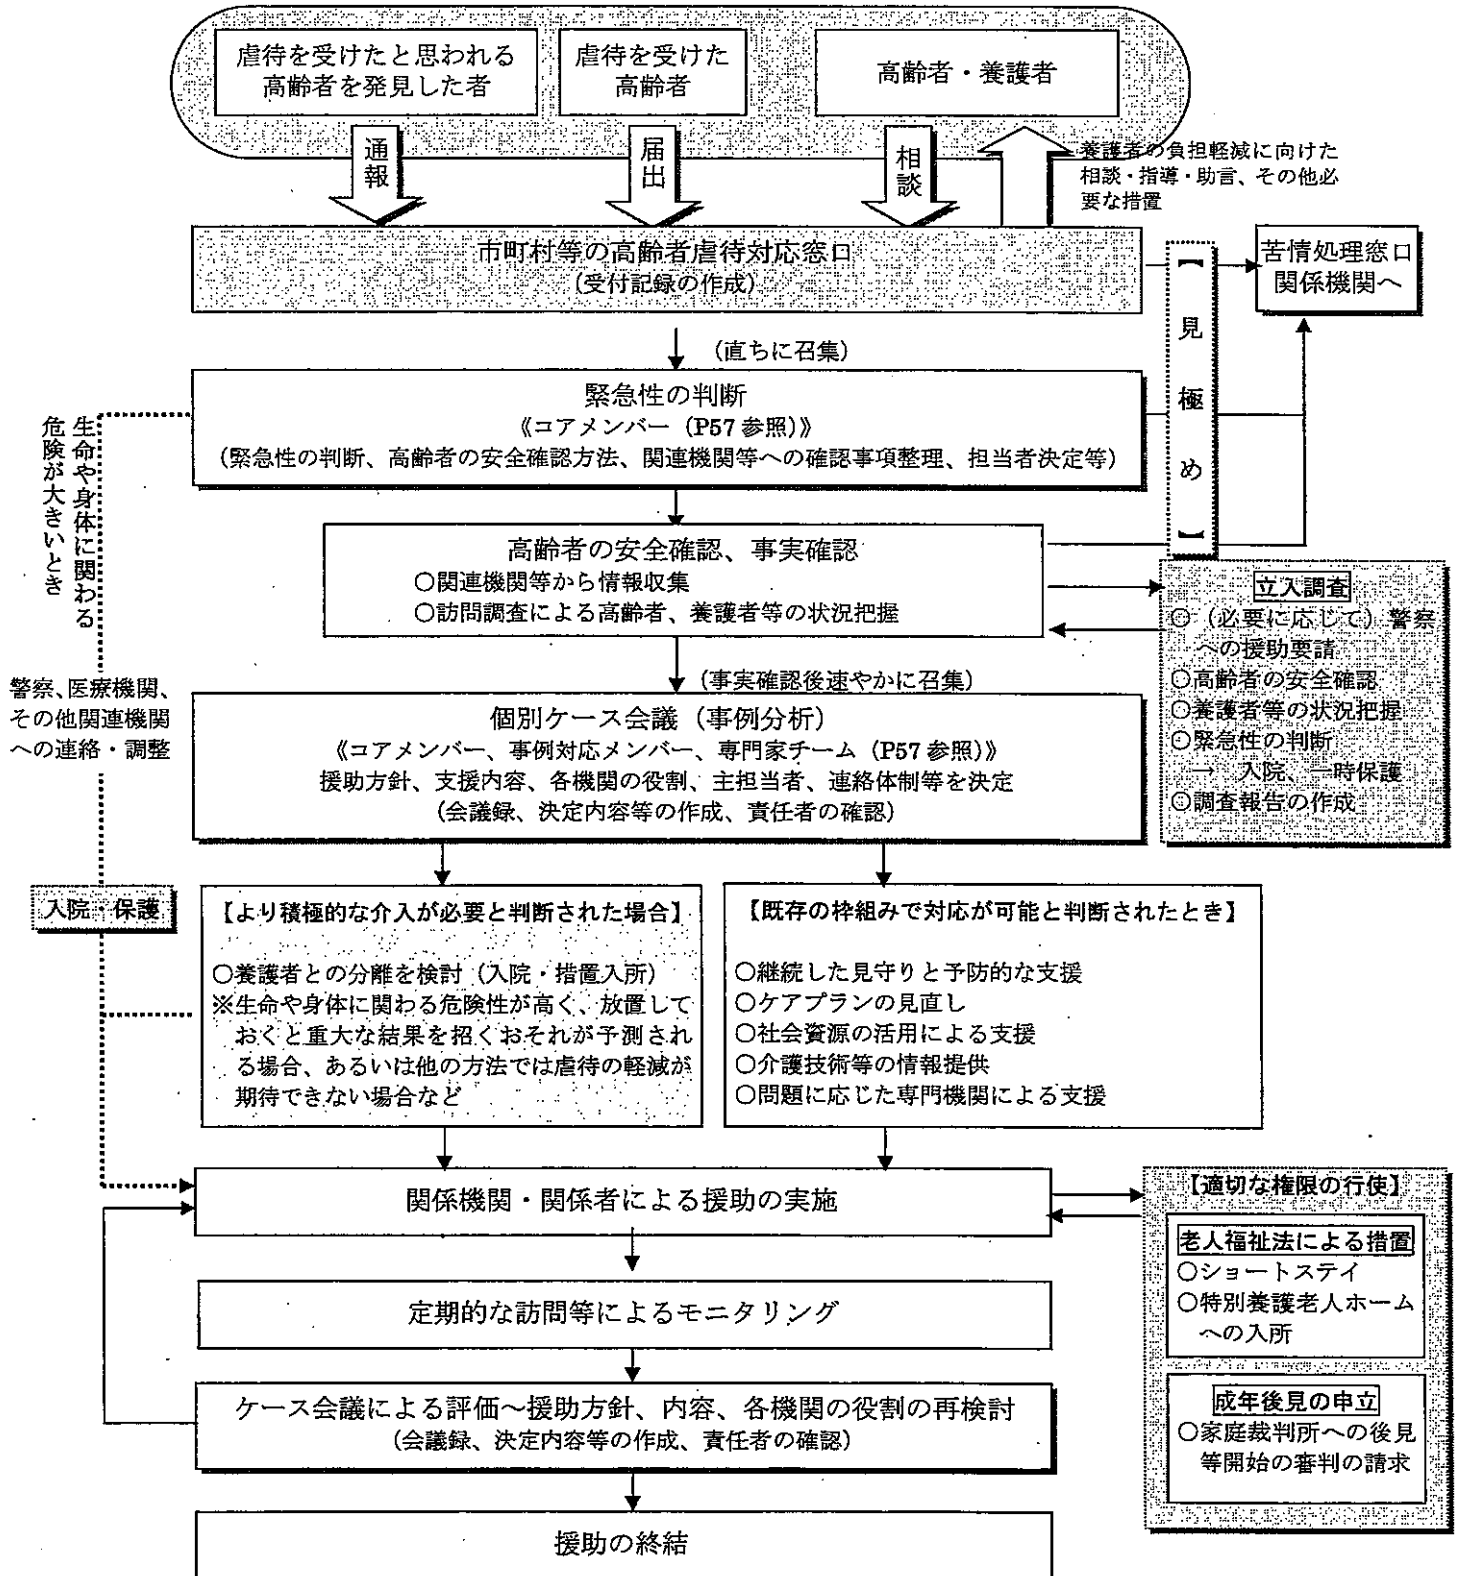 虐待を受けたと思われる
高齢者を発見した者
虐待を受けた
高齢者
高齢者・養護者
通報
届出
相談
養護者の負担軽減に向けた
相談・指導・助言、その他必
要な措置
市町村等の高齢者虐待対応窓口
(受付記録の作成)
【見極め】
苦情処理窓口
関係機関へ
(直ちに召集)
緊急性の判断
《コアメンバー（P57 参照)》
(緊急性の判断、高齢者の安全確認方法、関連機関等への確認事項整理、担当者決定等)
生命や身体に関わる
危険が大きいとき
高齢者の安全確認、事実確認
○関連機関等から情報収集
○訪問調査による高齢者、養護者等の状況把握
立入調査
○（必要に応じて）警察
への援助要請
○高齢者の安全確認
○養護者等の状況把握
○緊急性の判断
→ 入院、一時保護
○調査報告の作成
(事実確認後速やかに召集)
警察、医療機関、
その他関連機関
への連絡・調整
個別ケース会議（事例分析）
《コアメンバー、事例対応メンバー、専門家チーム（P57 参照)》
援助方針、支援内容、各機関の役割、主担当者、連絡体制等を決定
(会議録、決定内容等の作成、責任者の確認)
入院・保護
【より積極的な介入が必要と判断された場合】
○養護者との分離を検討（入院・措置入所）
※生命や身体に関わる危険性が高く、放置して
おくと重大な結果を招くおそれが予測され
る場合、あるいは他の方法では虐待の軽減が
期待できない場合など
【既存の枠組みで対応が可能と判断されたとき】
○継続した見守りと予防的な支援
○ケアプランの見直し
○社会資源の活用による支援
○介護技術等の情報提供
○問題に応じた専門機関による支援
関係機関・関係者による援助の実施
【適切な権限の行使】
老人福祉法による措置
○ショートステイ
○特別養護老人ホーム
への入所
成年後見の申立
○家庭裁判所への後見
等開始の審判の請求
定期的な訪問等によるモニタリング
ケース会議による評価～援助方針、内容、各機関の役割の再検討
(会議録、決定内容等の作成、責任者の確認)
援助の終結